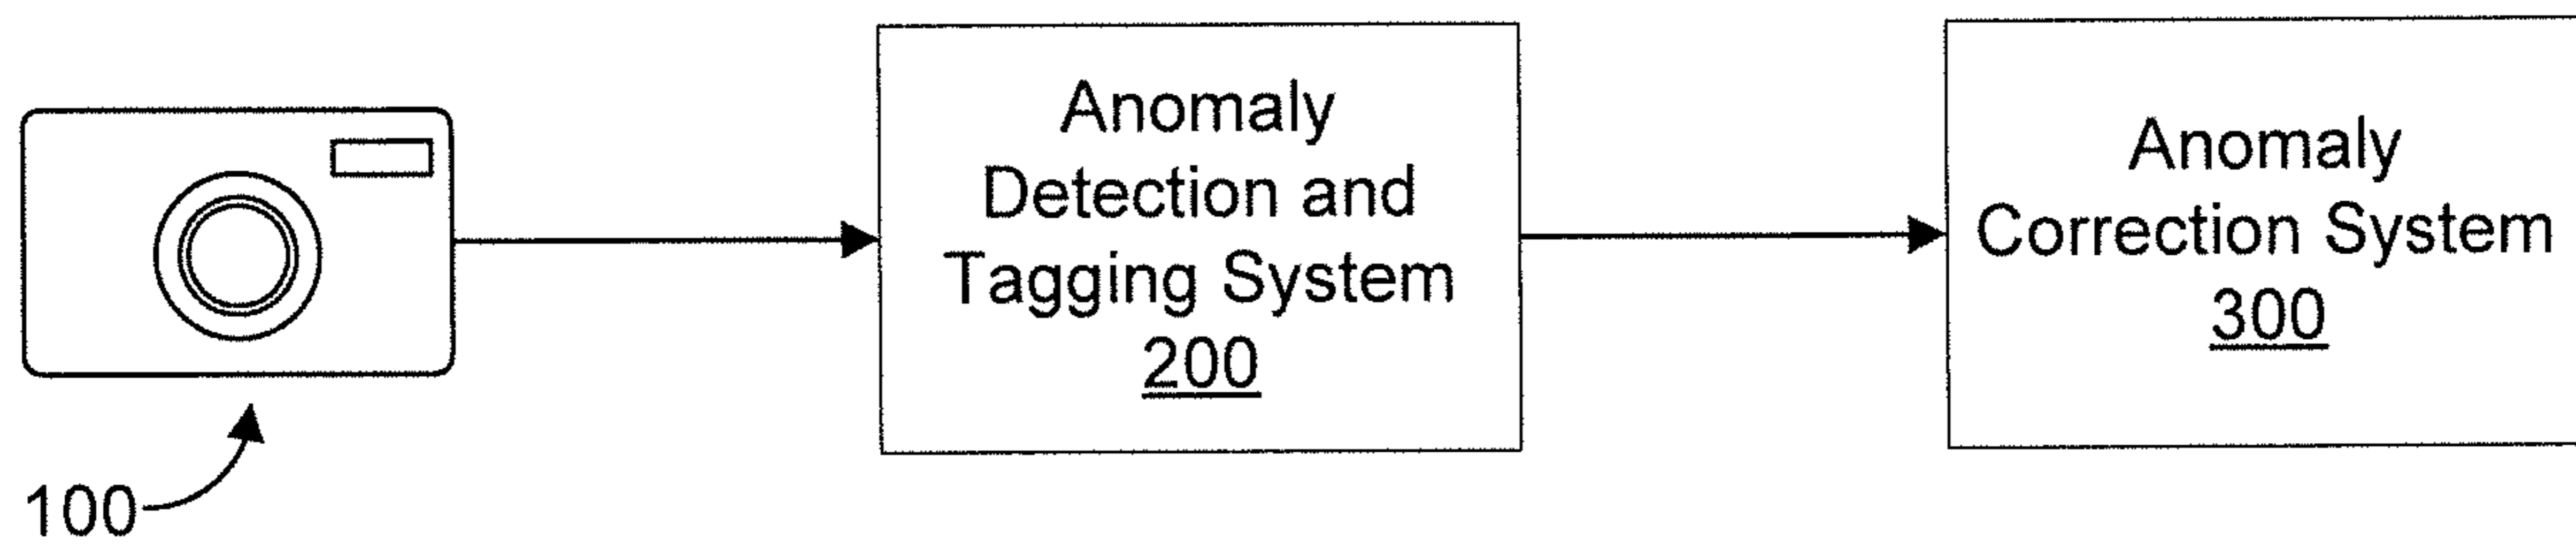 100
Anomaly
Detection and
Tagging System
200
Anomaly
Correction System
300